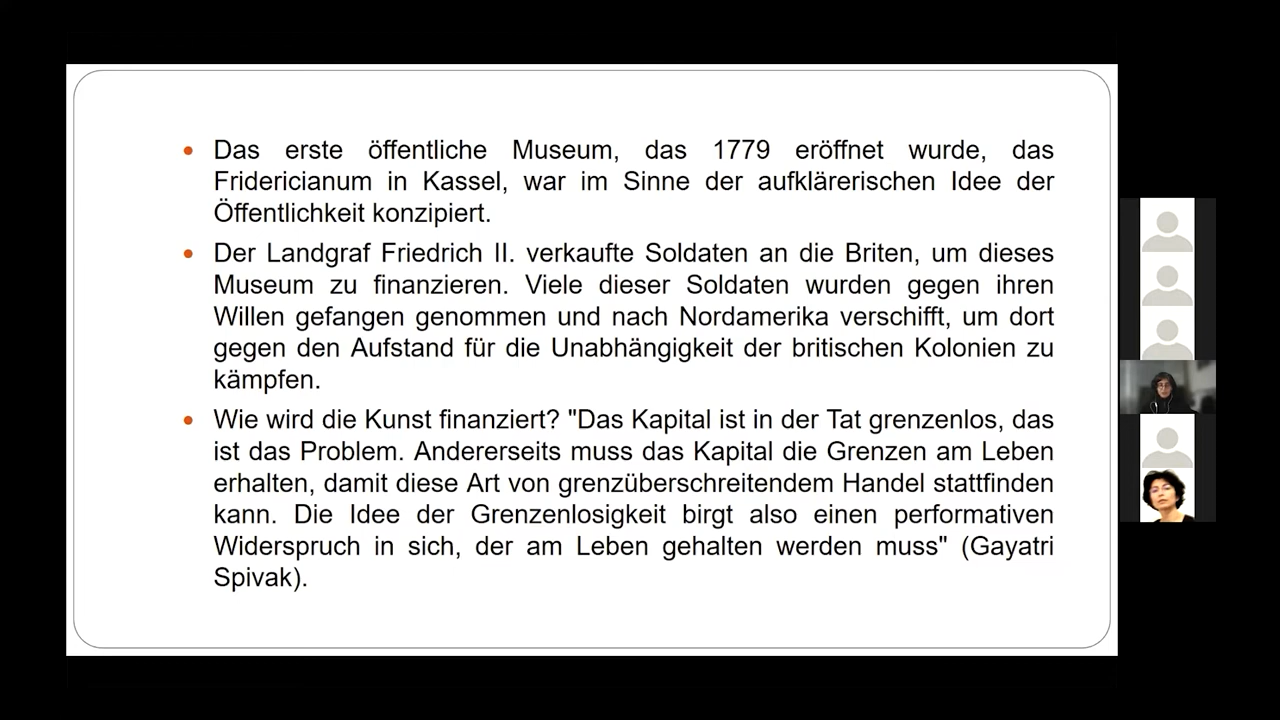 Das erste öffentliche Museum, das 1779 eröffnet wurde, das
Fridericianum in Kassel, war im Sinne der aufklärerischen Idee der
Öffentlichkeit konzipiert.
Der Landgraf Friedrich II. verkaufte Soldaten an die Briten, um dieses
Museum zu finanzieren. Viele dieser Soldaten wurden gegen ihren
Willen gefangen genommen und nach Nordamerika verschifft, um dort
gegen den Aufstand für die Unabhängigkeit der britischen Kolonien zu
kämpfen.
Wie wird die Kunst finanziert? "Das Kapital ist in der Tat grenzenlos, das
ist das Problem. Andererseits muss das Kapital die Grenzen am Leben
erhalten, damit diese Art von grenzüberschreitendem Handel stattfinden
kann. Die Idee der Grenzenlosigkeit birgt also einen performativen
Widerspruch in sich, der am Leben gehalten werden muss" (Gayatri
Spivak).